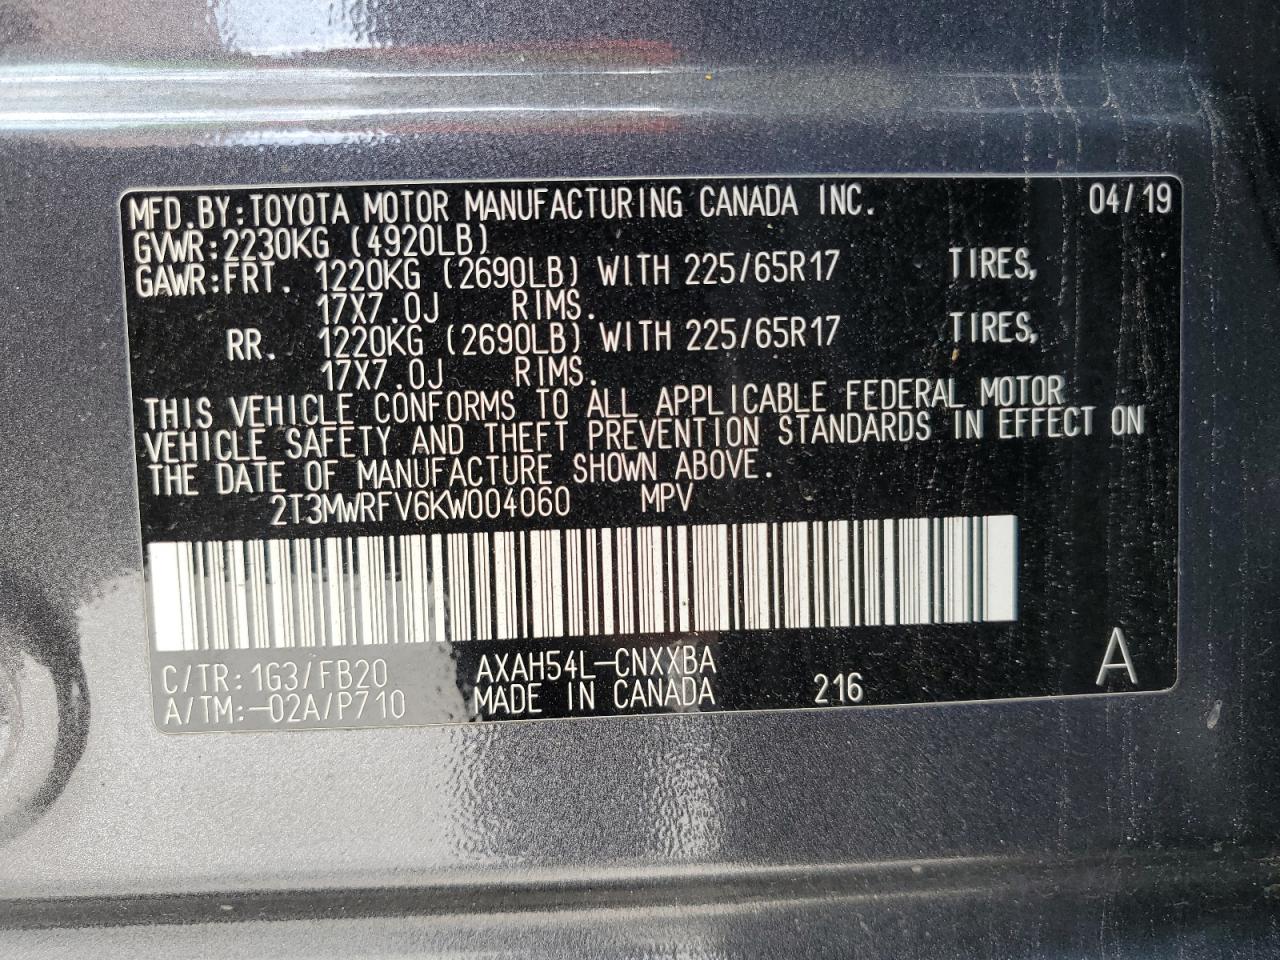 MFD.BY:TOYOTA MOTOR MANUFACTURING CANADA INC. 04/19
GVWR:2230KG (4920LB)
GAWR:FRT. 1220KG (2690LB) WITH 225/65R17 TIRES,
17X7.0J RIMS.
RR. 1220KG (2690LB) WITH 225/65R17 TIRES,
17X7.0J RIMS.
THIS VEHICLE CONFORMS TO ALL APPLICABLE FEDERAL MOTOR
VEHICLE SAFETY AND THEFT PREVENTION STANDARDS IN EFFECT ON
THE DATE OF MANUFACTURE SHOWN ABOVE.
2T3MWRFV6KW004060 MPV
C/TR:1G3/FB20 AXAH54L-CNXXBA A
A/TM:-02A/P710 MADE IN CANADA 216